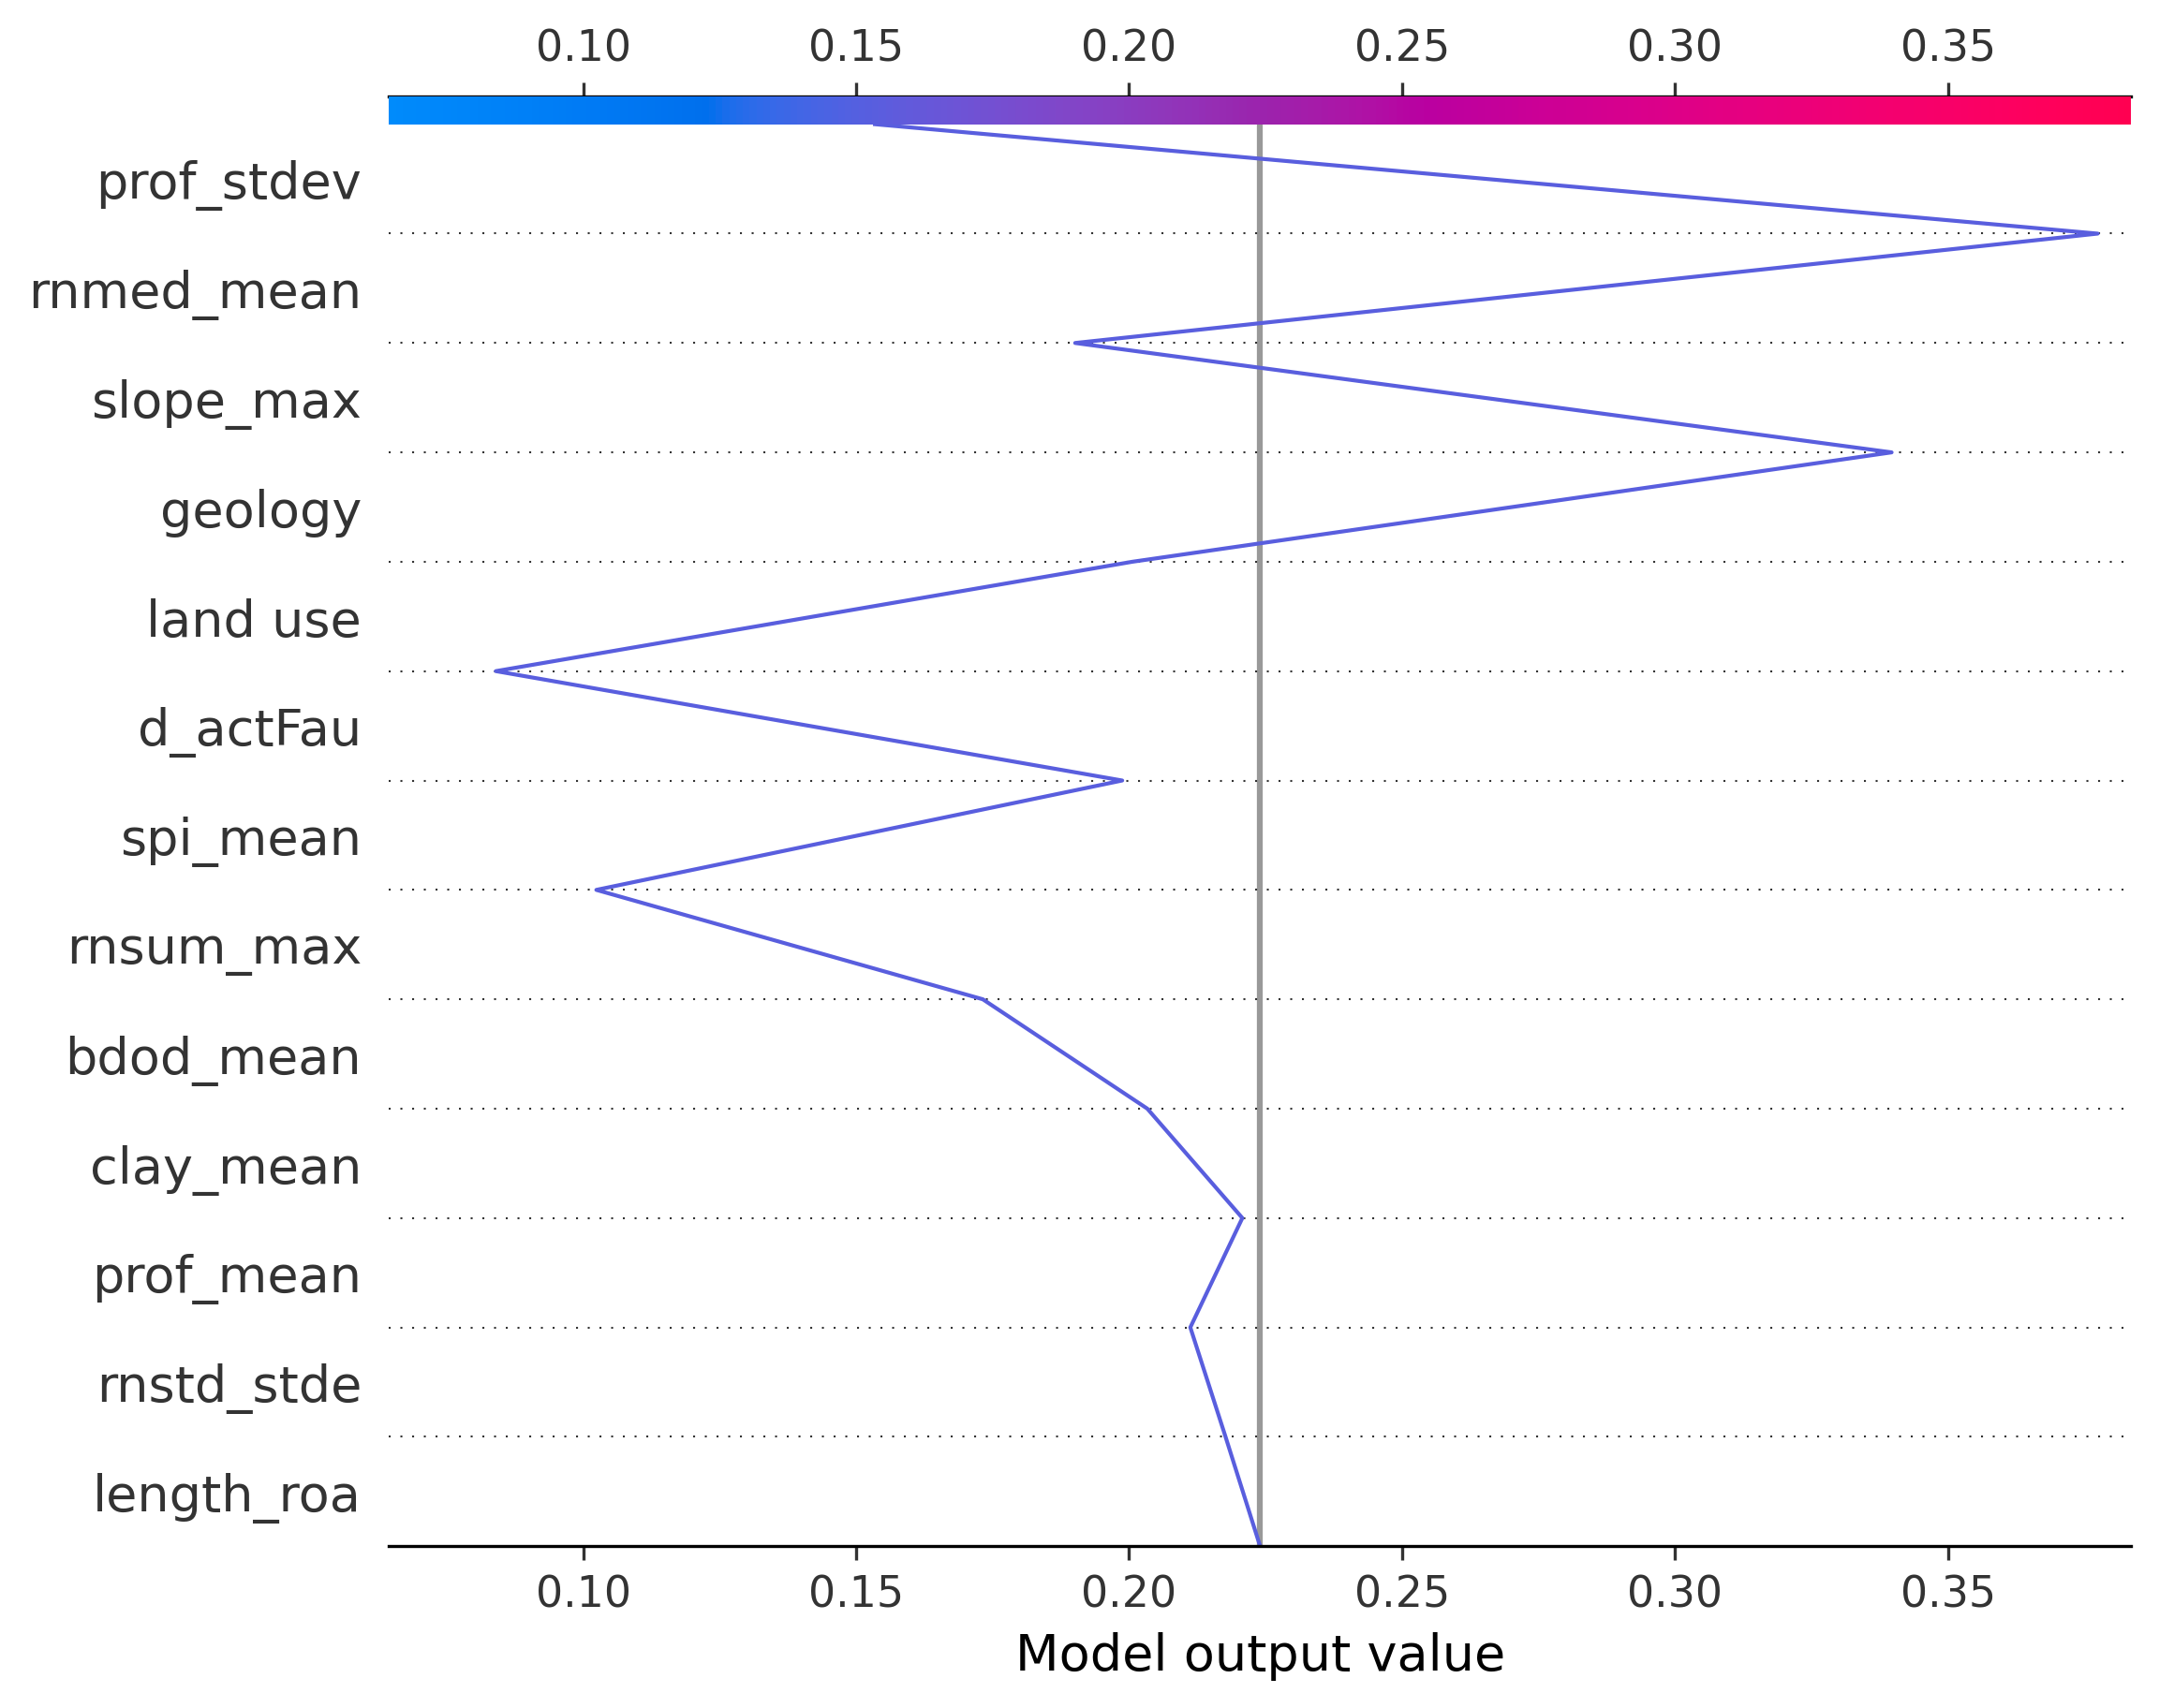 0.10 0.15 0.20 0.25 0.30 0.35
prof_stdev
rnmed_mean
slope_max
geology
land use
d_actFau
spi_mean
rnsum_max
bdod_mean
clay_mean
prof_mean
rnstd_stde
length_roa
0.10 0.15 0.20 0.25 0.30 0.35
Model output value